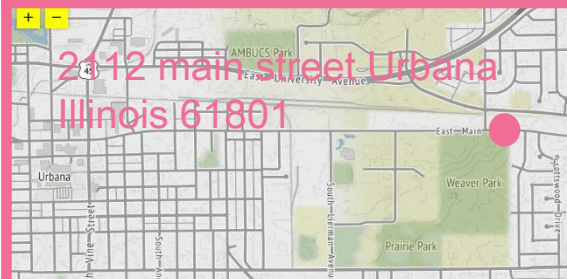 + −
AMBUCS Park
2112 main street Urbana
45
East University Avenue
Illinois 61801
East Main
Urbana
Weaver Park
Scottswood Drive
South Lierman Avenue
Vine Street
South
Prairie Park